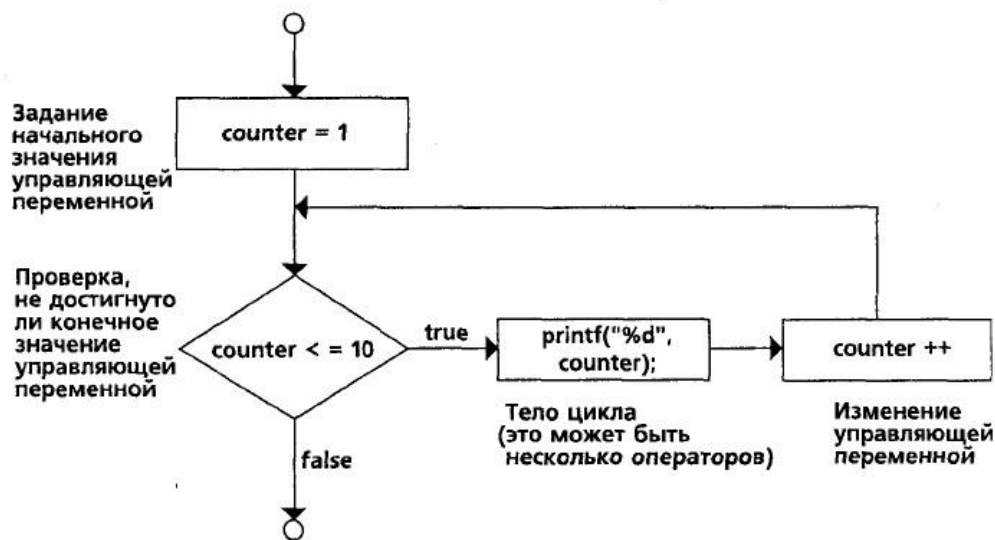 Задание
начального
значения
управляющей
переменной
counter = 1
Проверка,
не достигнуто
ли конечное
значение
управляющей
переменной
counter < = 10
true
printf("%d",
counter);
counter ++
Тело цикла
(это может быть
несколько операторов)
Изменение
управляющей
переменной
false